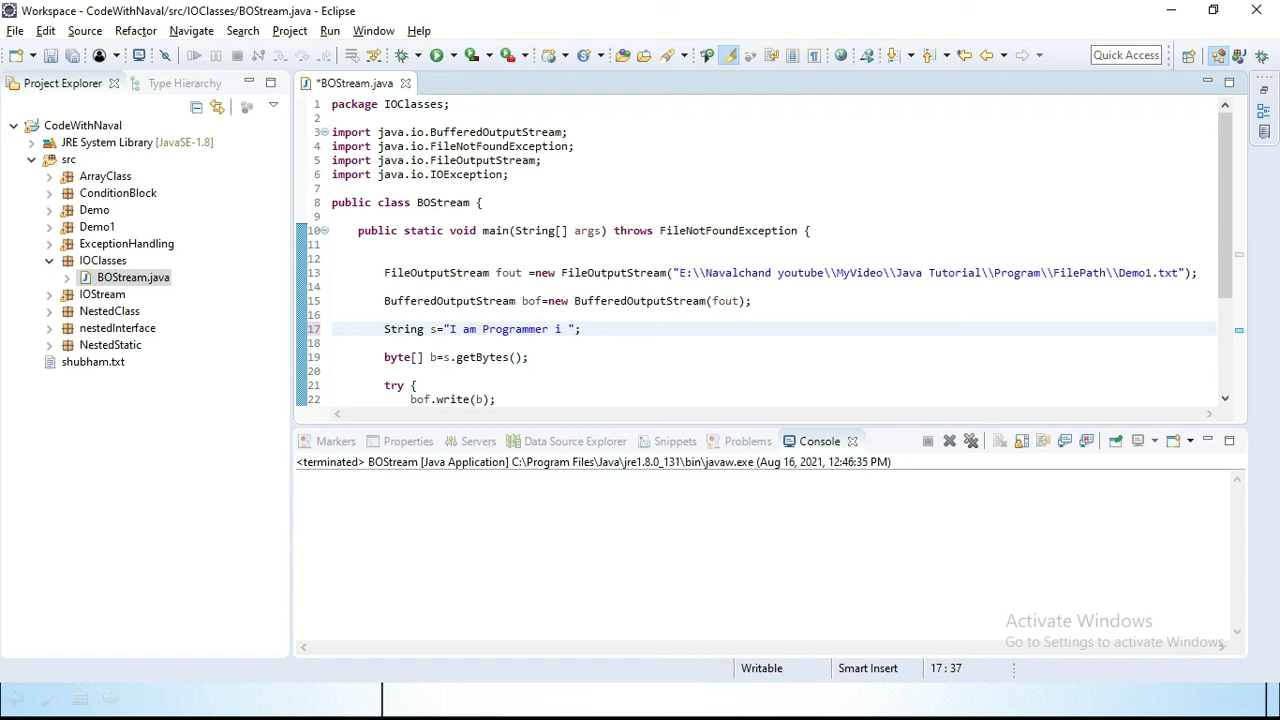 Workspace - CodeWithNaval/src/IOClasses/BOStream.java - Eclipse
File Edit Source Refactor Navigate Search Project Run Window Help
Quick Access
Project Explorer Type Hierarchy
*BOStream.java
CodeWithNaval
JRE System Library [JavaSE-1.8]
src
ArrayClass
ConditionBlock
Demo
Demo1
ExceptionHandling
IOClasses
BOStream.java
IOStream
NestedClass
nestedInterface
NestedStatic
shubham.txt
1 package IOClasses;
2
3 import java.io.BufferedOutputStream;
4 import java.io.FileNotFoundException;
5 import java.io.FileOutputStream;
6 import java.io.IOException;
7
8 public class BOStream {
9
10 public static void main(String[] args) throws FileNotFoundException {
11
12
13 FileOutputStream fout =new FileOutputStream("E:\\Navalchand youtube\\MyVideo\\Java Tutorial\\Program\\FilePath\\Demo1.txt");
14
15 BufferedOutputStream bof=new BufferedOutputStream(fout);
16
17 String s="I am Programmer i ";
18
19 byte[] b=s.getBytes();
20
21 try {
22 bof.write(b);
Markers Properties Servers Data Source Explorer Snippets Problems Console
<terminated> BOStream [Java Application] C:\Program Files\Java\jre1.8.0_131\bin\javaw.exe (Aug 16, 2021, 12:46:35 PM)
Activate Windows
Go to Settings to activate Windows.
Writable Smart Insert 17 : 37